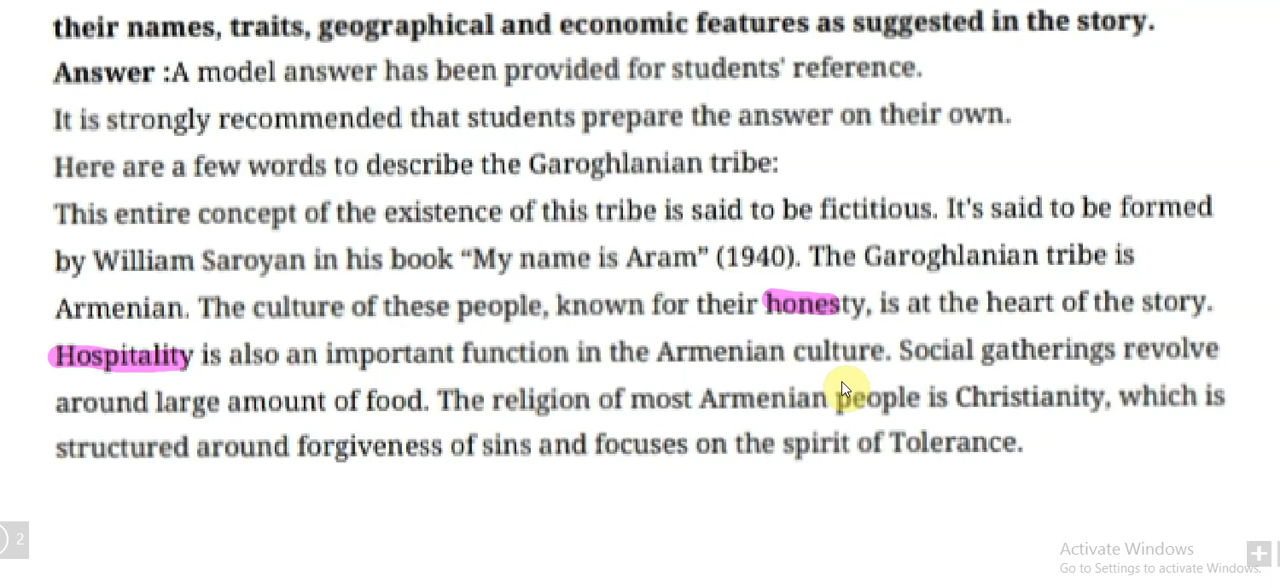 their names, traits, geographical and economic features as suggested in the story.
Answer :A model answer has been provided for students' reference.
It is strongly recommended that students prepare the answer on their own.
Here are a few words to describe the Garoghlanian tribe:
This entire concept of the existence of this tribe is said to be fictitious. It's said to be formed
by William Saroyan in his book “My name is Aram” (1940). The Garoghlanian tribe is
Armenian. The culture of these people, known for their honesty, is at the heart of the story.
Hospitality is also an important function in the Armenian culture. Social gatherings revolve
around large amount of food. The religion of most Armenian people is Christianity, which is
structured around forgiveness of sins and focuses on the spirit of Tolerance.
2
Activate Windows
Go to Settings to activate Windows.